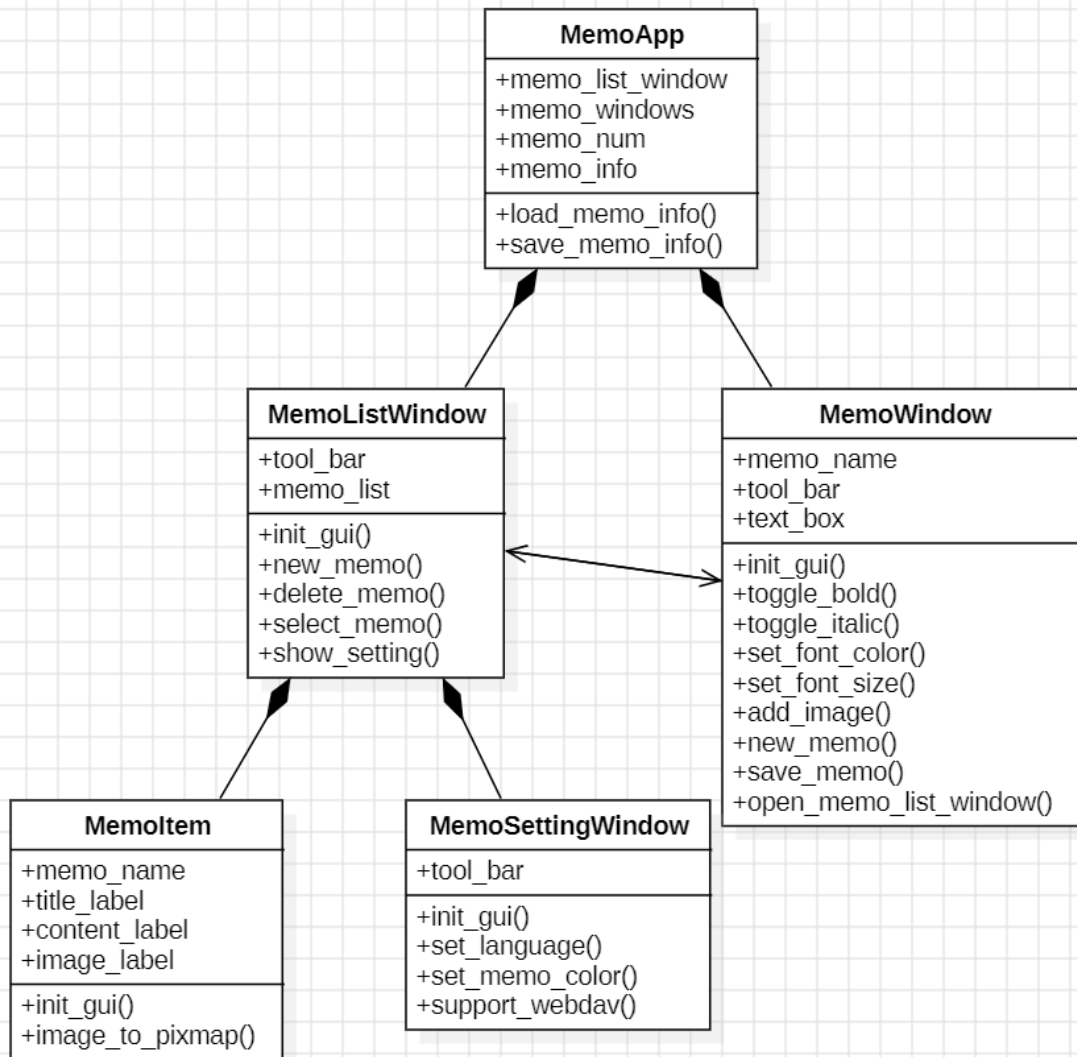 MemoApp
+memo_list_window
+memo_windows
+memo_num
+memo_info
+load_memo_info()
+save_memo_info()
MemoListWindow
+tool_bar
+memo_list
+init_gui()
+new_memo()
+delete_memo()
+select_memo()
+show_setting()
MemoWindow
+memo_name
+tool_bar
+text_box
+init_gui()
+toggle_bold()
+toggle_italic()
+set_font_color()
+set_font_size()
+add_image()
+new_memo()
+save_memo()
+open_memo_list_window()
MemoItem
+memo_name
+title_label
+content_label
+image_label
+init_gui()
+image_to_pixmap()
MemoSettingWindow
+tool_bar
+init_gui()
+set_language()
+set_memo_color()
+support_webdav()